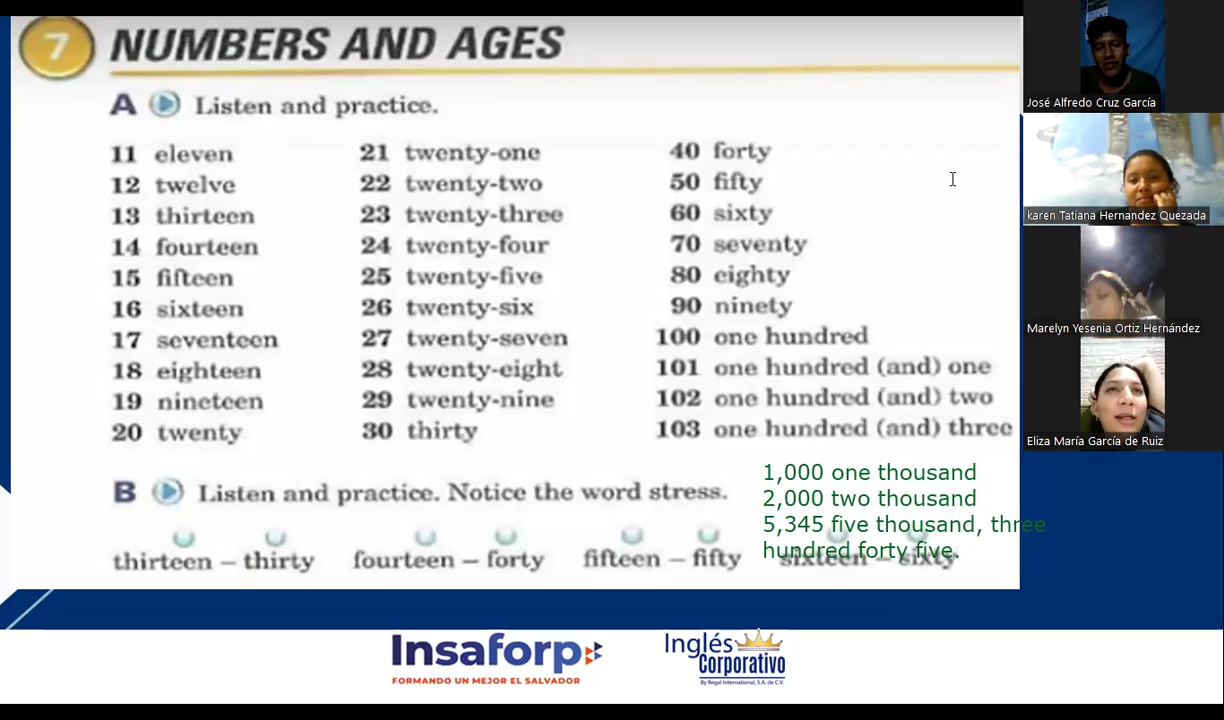 7 NUMBERS AND AGES
A Listen and practice.
11 eleven
12 twelve
13 thirteen
14 fourteen
15 fifteen
16 sixteen
17 seventeen
18 eighteen
19 nineteen
20 twenty
21 twenty-one
22 twenty-two
23 twenty-three
24 twenty-four
25 twenty-five
26 twenty-six
27 twenty-seven
28 twenty-eight
29 twenty-nine
30 thirty
40 forty
50 fifty
60 sixty
70 seventy
80 eighty
90 ninety
100 one hundred
101 one hundred (and) one
102 one hundred (and) two
103 one hundred (and) three
B Listen and practice. Notice the word stress.
thirteen – thirty fourteen – forty fifteen – fifty sixteen – sixty
1,000 one thousand
2,000 two thousand
5,345 five thousand, three
hundred forty five.
Insaforp
FORMANDO UN MEJOR EL SALVADOR
Inglés
Corporativo
By Regal International, S.A. de C.V.
José Alfredo Cruz García
karen Tatiana Hernandez Quezada
Marelyn Yesenia Ortiz Hernández
Eliza María García de Ruiz